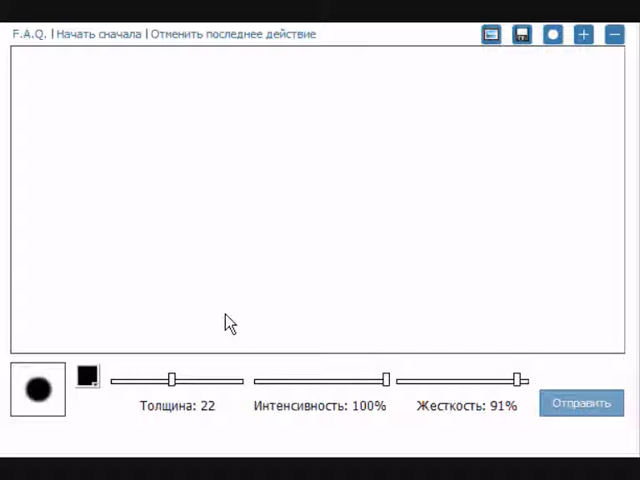 F.A.Q. | Начать сначала | Отменить последнее действие
Толщина: 22 Интенсивность: 100% Жесткость: 91%
Отправить